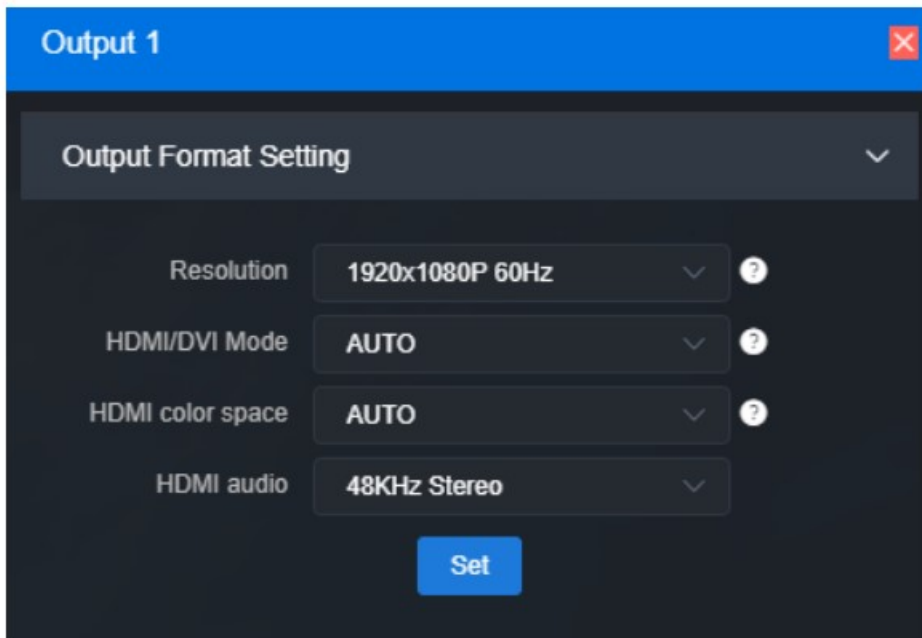 Output 1
Output Format Setting
Resolution 1920x1080P 60Hz ?
HDMI/DVI Mode AUTO ?
HDMI color space AUTO ?
HDMI audio 48KHz Stereo
Set